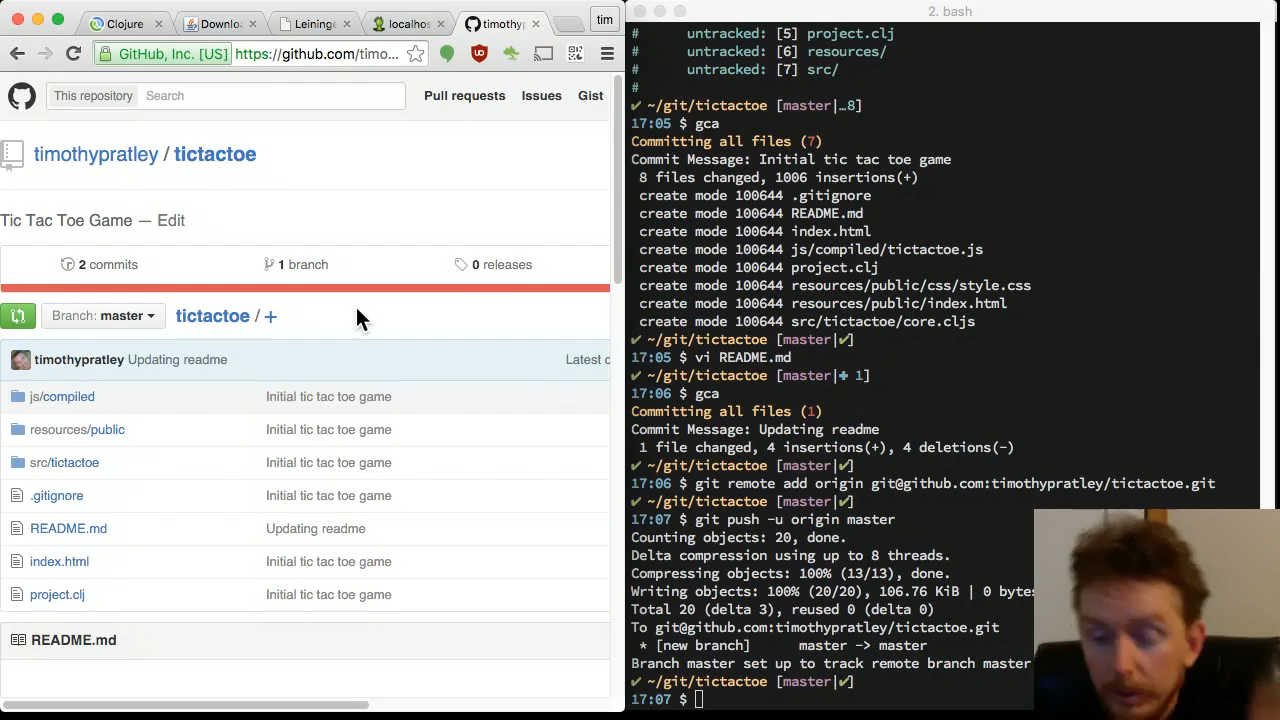 Clojure
Downlo
Leining
localhos
timothyp
tim
GitHub, Inc. [US]
https://github.com/timo...
This repository
Search
Pull requests
Issues
Gist
timothypratley / tictactoe
Tic Tac Toe Game — Edit
2 commits
1 branch
0 releases
Branch: master
tictactoe / +
timothypratley Updating readme
Latest c
js/compiled
Initial tic tac toe game
resources/public
Initial tic tac toe game
src/tictactoe
Initial tic tac toe game
.gitignore
Initial tic tac toe game
README.md
Updating readme
index.html
Initial tic tac toe game
project.clj
Initial tic tac toe game
README.md
2. bash
# untracked: [5] project.clj
# untracked: [6] resources/
# untracked: [7] src/
#
✔ ~/git/tictactoe [master|…8]
17:05 $ gca
Committing all files (7)
Commit Message: Initial tic tac toe game
8 files changed, 1006 insertions(+)
create mode 100644 .gitignore
create mode 100644 README.md
create mode 100644 index.html
create mode 100644 js/compiled/tictactoe.js
create mode 100644 project.clj
create mode 100644 resources/public/css/style.css
create mode 100644 resources/public/index.html
create mode 100644 src/tictactoe/core.cljs
✔ ~/git/tictactoe [master|✔]
17:05 $ vi README.md
✔ ~/git/tictactoe [master|✚ 1]
17:06 $ gca
Committing all files (1)
Commit Message: Updating readme
1 file changed, 4 insertions(+), 4 deletions(-)
✔ ~/git/tictactoe [master|✔]
17:06 $ git remote add origin git@github.com:timothypratley/tictactoe.git
✔ ~/git/tictactoe [master|✔]
17:07 $ git push -u origin master
Counting objects: 20, done.
Delta compression using up to 8 threads.
Compressing objects: 100% (13/13), done.
Writing objects: 100% (20/20), 106.76 KiB | 0 bytes
Total 20 (delta 3), reused 0 (delta 0)
To git@github.com:timothypratley/tictactoe.git
* [new branch] master -> master
Branch master set up to track remote branch master
✔ ~/git/tictactoe [master|✔]
17:07 $